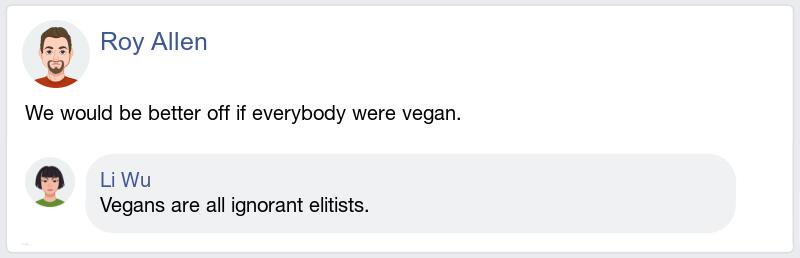 Roy Allen
We would be better off if everybody were vegan.
Li Wu
Vegans are all ignorant elitists.